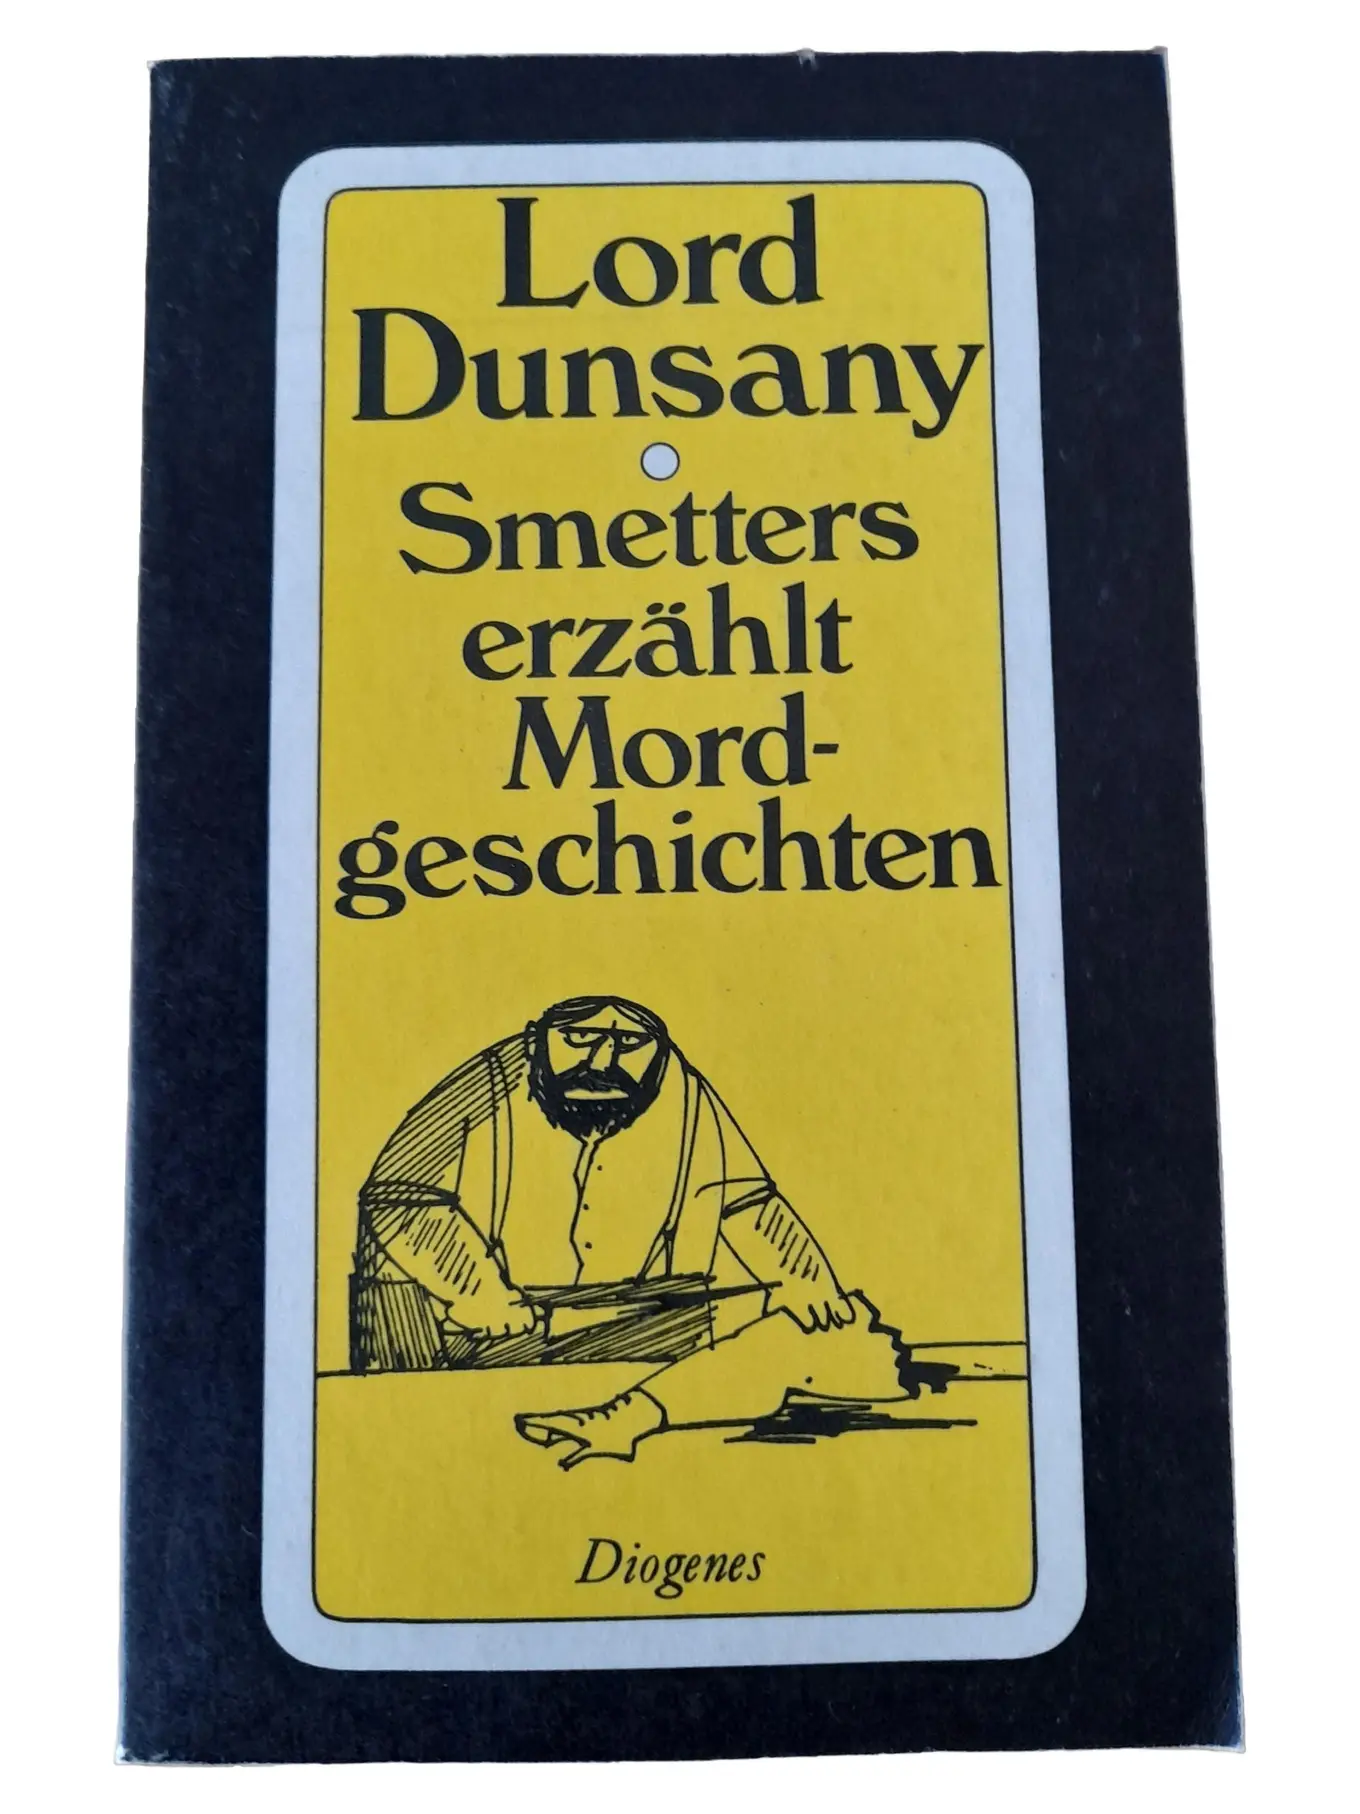 Lord
Dunsany
Smetters
erzählt
Mord-
geschichten
Diogenes